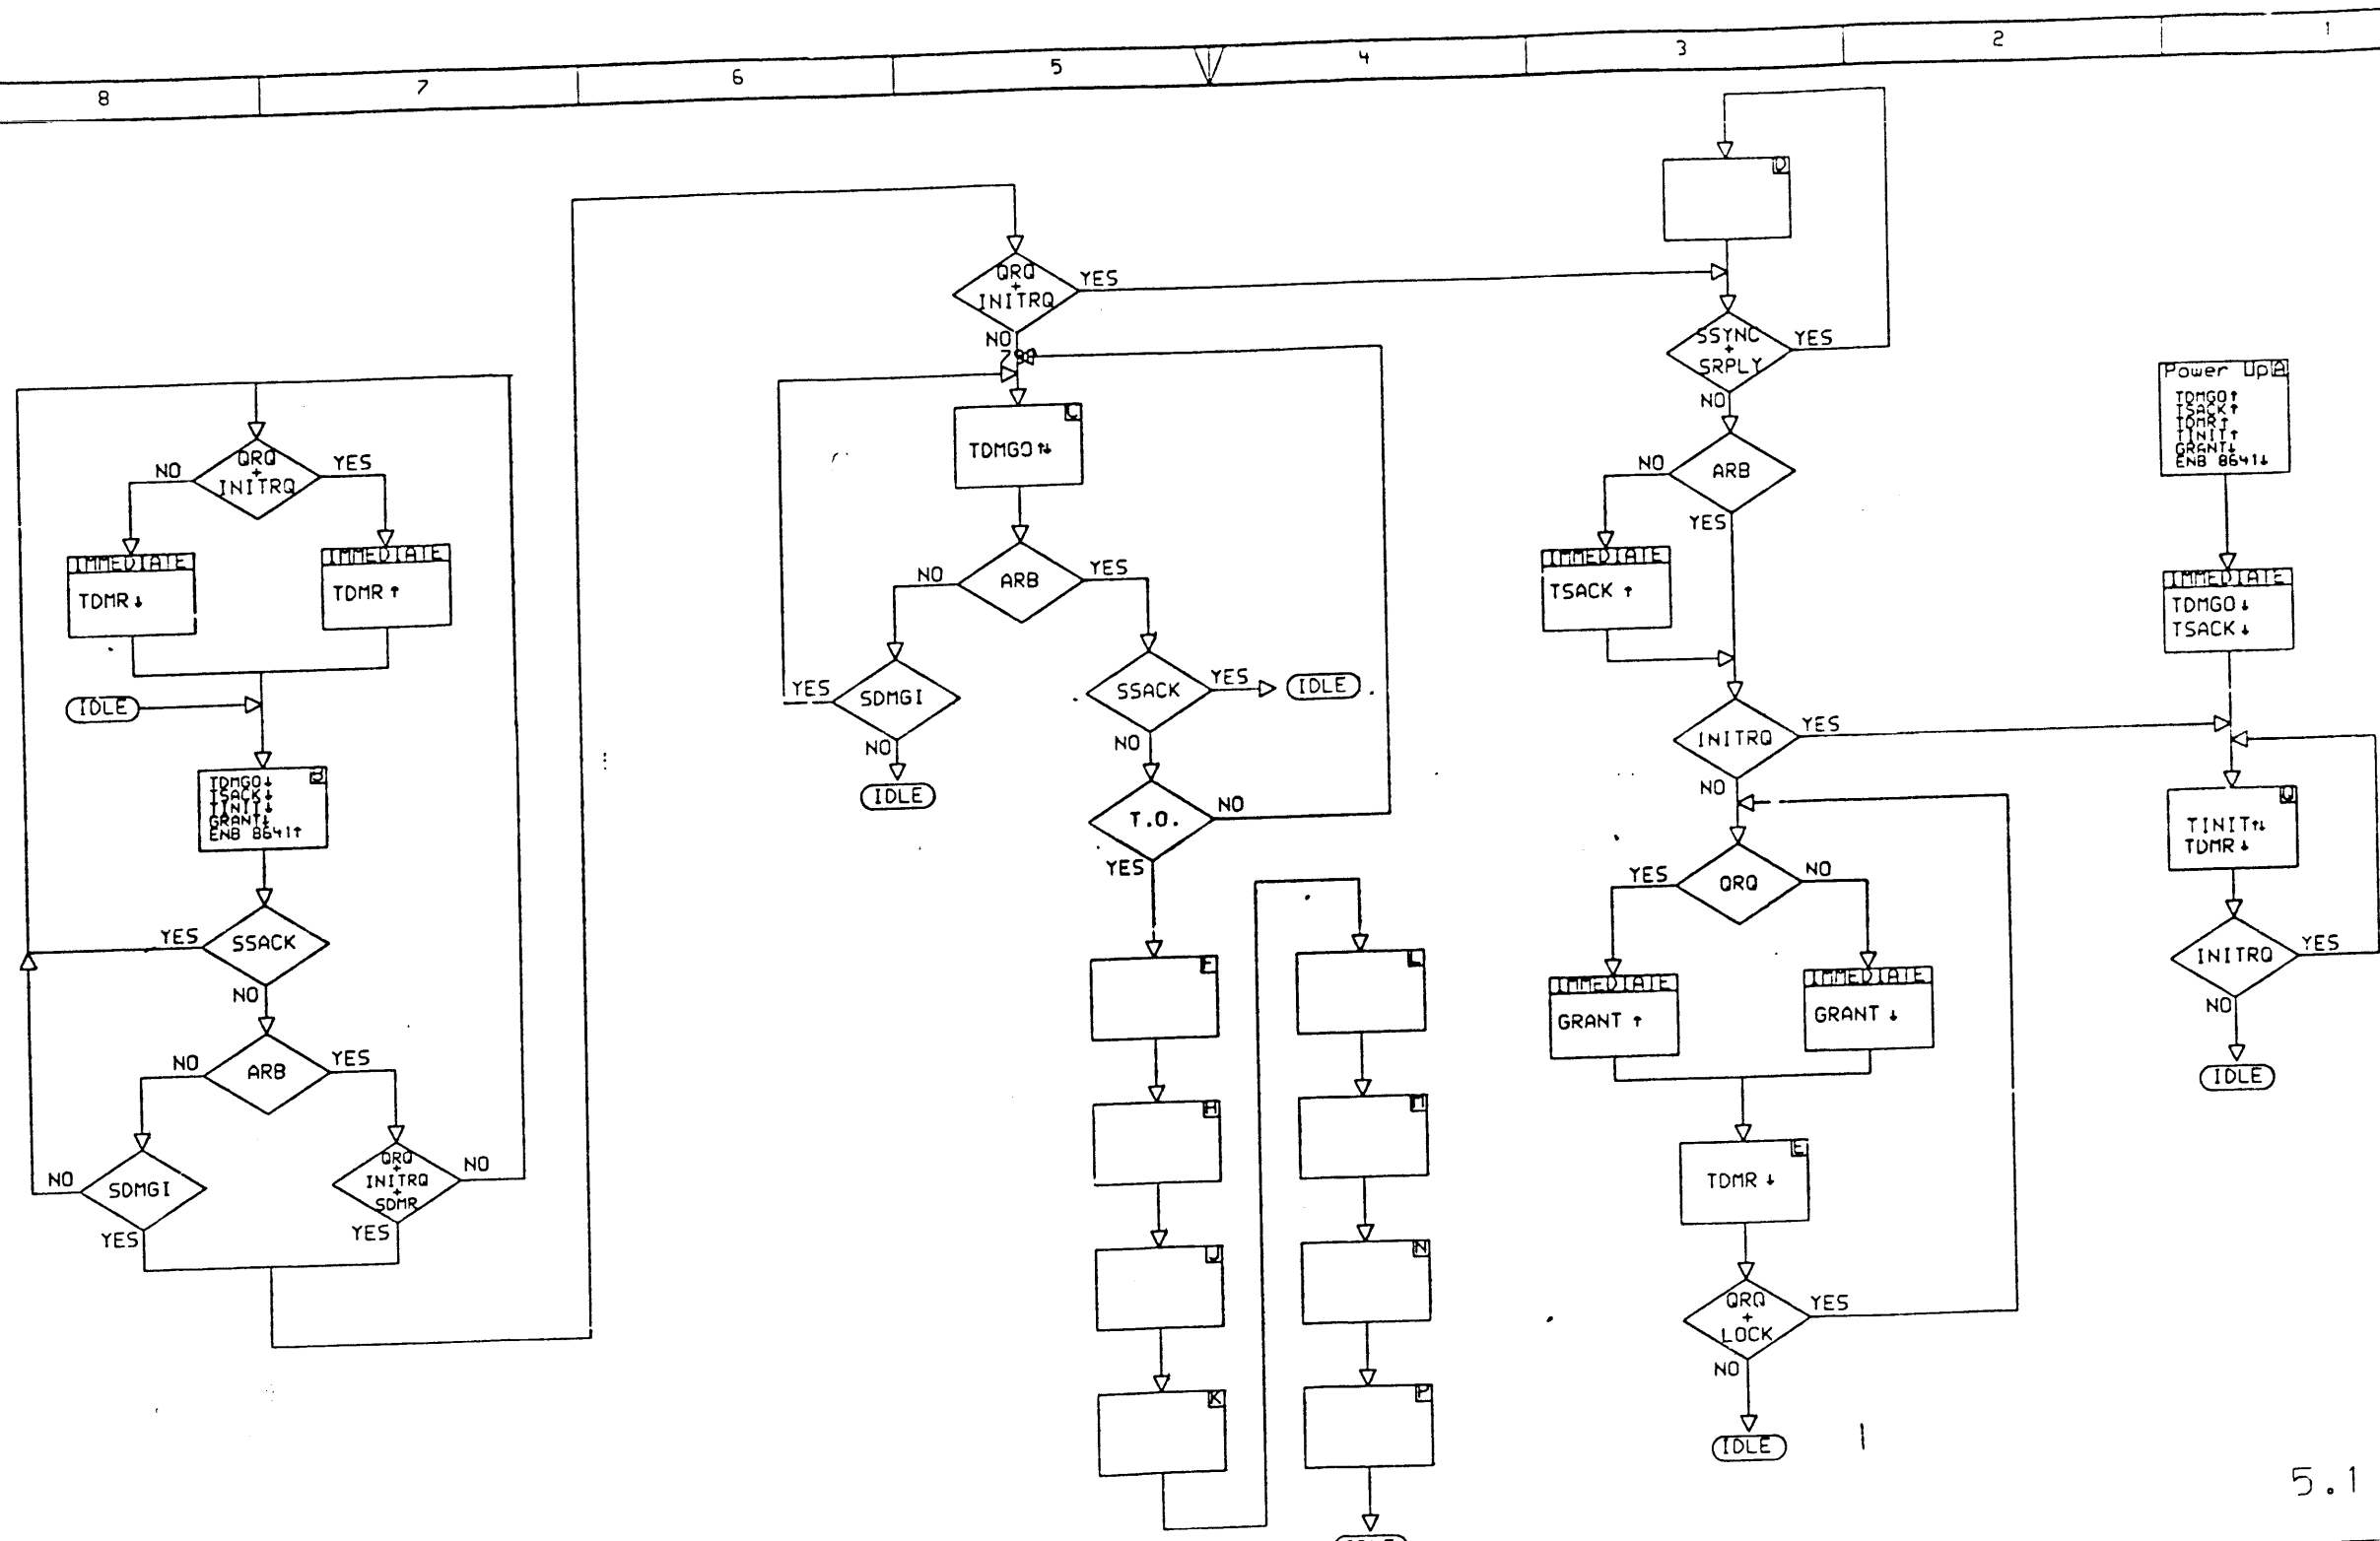 8 7 6 5 4 3 2 1
QRQ
+
INITRQ
NO
YES
IMMEDIATE
TDMR ↓
IMMEDIATE
TDMR ↑
IDLE
B
TDMGO↓
TSACK↓
TINIT↓
GRANT↓
ENB 8641↑
SSACK
YES
NO
ARB
NO
YES
SDMGI
NO
YES
QRQ
+
INITRQ
+
SDMR
NO
YES
QRQ
+
INITRQ
YES
NO
C
TDMGO↑↓
ARB
NO
YES
SDMGI
YES
NO
IDLE
SSACK
YES
IDLE
NO
T.O.
NO
YES
F
H
J
K
L
M
N
P
D
SSYNC
+
SRPLY
YES
NO
ARB
NO
YES
IMMEDIATE
TSACK ↑
INITRQ
YES
NO
QRQ
YES
NO
IMMEDIATE
GRANT ↑
IMMEDIATE
GRANT ↓
E
TDMR ↓
QRQ
+
LOCK
YES
NO
IDLE
Power Up A
TDMGO↑
TSACK↑
TDMR↑
TINIT↑
GRANT↓
ENB 8641↓
IMMEDIATE
TDMGO↓
TSACK↓
Q
TINIT↑↓
TDMR↓
INITRQ
YES
NO
IDLE
5.1